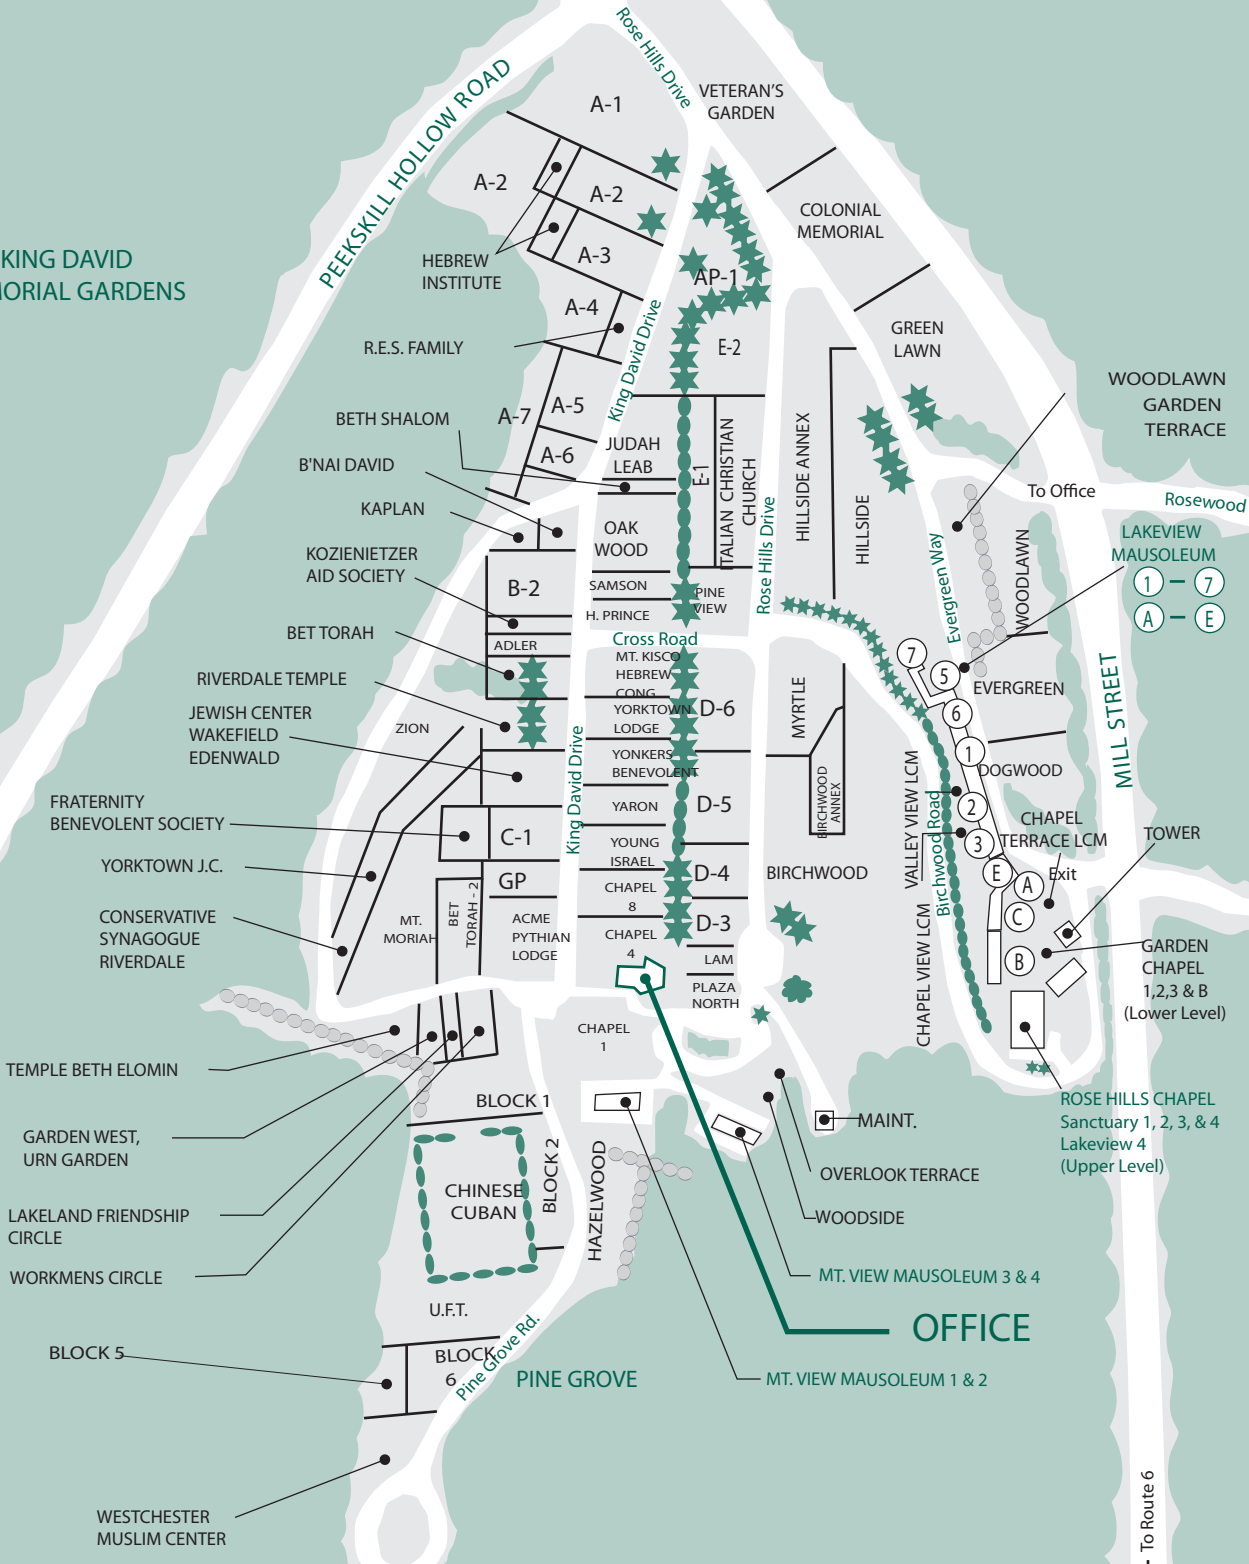 Rose Hills Drive
VETERAN'S
GARDEN
PEEKSKILL HOLLOW ROAD
A-1
A-2
A-2
COLONIAL
MEMORIAL
KING DAVID
MORIAL GARDENS
HEBREW
INSTITUTE
A-3
AP-1
A-4
King David Drive
GREEN
LAWN
R.E.S. FAMILY
E-2
WOODLAWN
GARDEN
TERRACE
A-7
A-5
BETH SHALOM
JUDAH
LEAB
A-6
B'NAI DAVID
E-1
ITALIAN CHRISTIAN
CHURCH
HILLSIDE ANNEX
HILLSIDE
To Office
Rosewood
KAPLAN
OAK
WOOD
Rose Hills Drive
Evergreen Way
WOODLAWN
LAKEVIEW
MAUSOLEUM
1 – 7
A – E
KOZIENIETZER
AID SOCIETY
B-2
SAMSON
PINE
VIEW
H. PRINCE
BET TORAH
ADLER
Cross Road
MT. KISCO
HEBREW
CONG.
7
5
EVERGREEN
MILL STREET
RIVERDALE TEMPLE
YORKTOWN
LODGE
D-6
MYRTLE
6
JEWISH CENTER
WAKEFIELD
EDENWALD
ZION
King David Drive
YONKERS
BENEVOLENT
1
DOGWOOD
BIRCHWOOD
ANNEX
VALLEY VIEW LCM
Birchwood Road
2
FRATERNITY
BENEVOLENT SOCIETY
YARON
D-5
CHAPEL
TERRACE LCM
TOWER
C-1
YOUNG
ISRAEL
3
YORKTOWN J.C.
GP
D-4
BIRCHWOOD
E
A
Exit
CHAPEL
8
CONSERVATIVE
SYNAGOGUE
RIVERDALE
MT.
MORIAH
BET
TORAH - 2
ACME
PYTHIAN
LODGE
CHAPEL
4
D-3
C
CHAPEL VIEW LCM
LAM
B
GARDEN
CHAPEL
1,2,3 & B
(Lower Level)
PLAZA
NORTH
CHAPEL
1
TEMPLE BETH ELOMIN
BLOCK 1
MAINT.
ROSE HILLS CHAPEL
Sanctuary 1, 2, 3, & 4
Lakeview 4
(Upper Level)
GARDEN WEST,
URN GARDEN
BLOCK 2
HAZELWOOD
OVERLOOK TERRACE
CHINESE
CUBAN
LAKELAND FRIENDSHIP
CIRCLE
WOODSIDE
WORKMENS CIRCLE
MT. VIEW MAUSOLEUM 3 & 4
U.F.T.
OFFICE
BLOCK 5
BLOCK
6
Pine Grove Rd.
PINE GROVE
MT. VIEW MAUSOLEUM 1 & 2
WESTCHESTER
MUSLIM CENTER
To Route 6